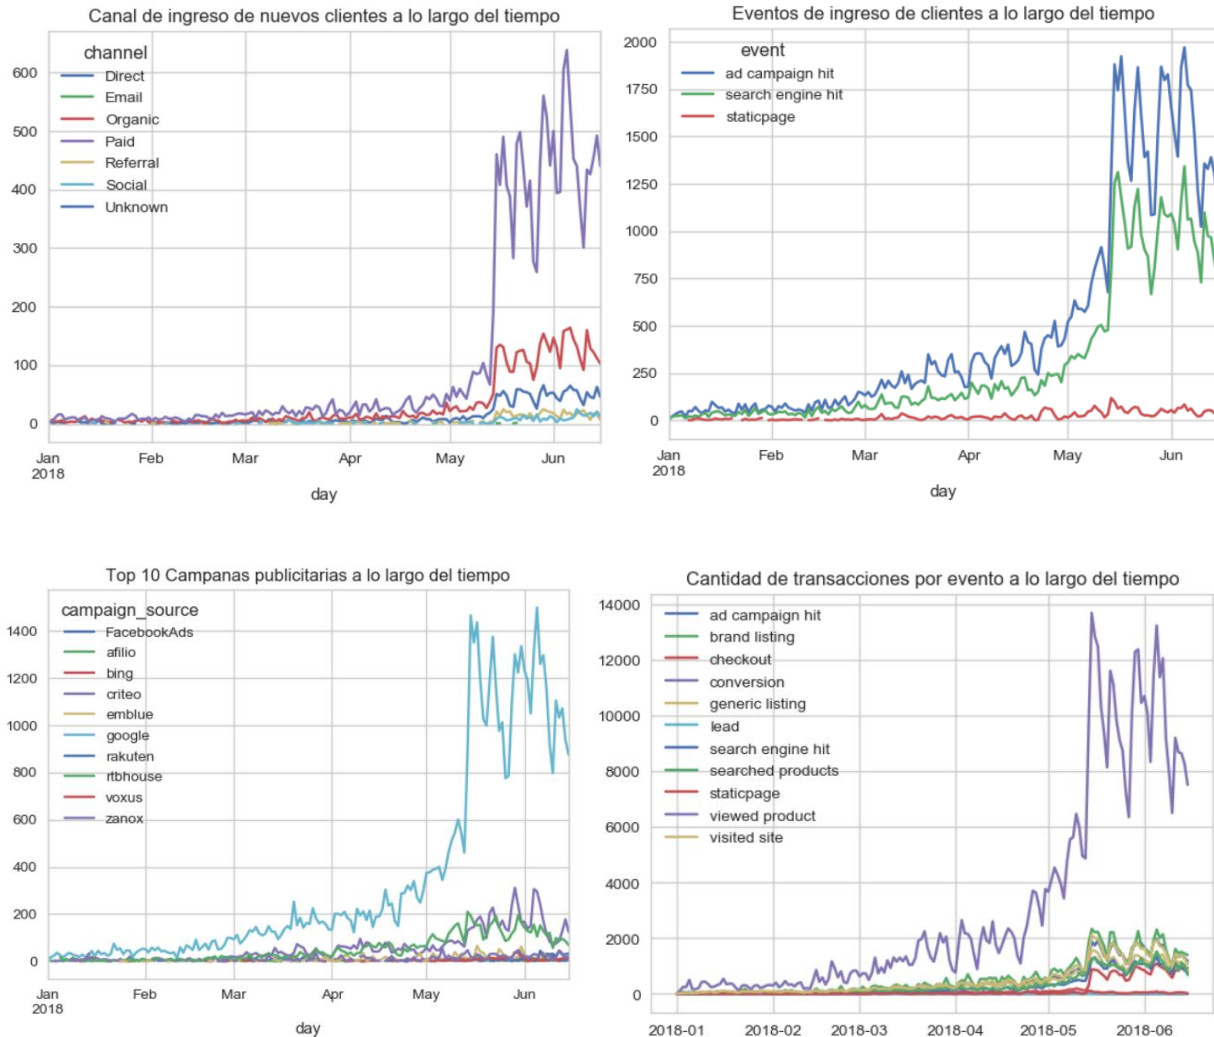 Canal de ingreso de nuevos clientes a lo largo del tiempo
channel
Direct
Email
Organic
Paid
Referral
Social
Unknown
600
500
400
300
200
100
0
Jan Feb Mar Apr May Jun
2018
day
Eventos de ingreso de clientes a lo largo del tiempo
event
ad campaign hit
search engine hit
staticpage
2000
1750
1500
1250
1000
750
500
250
0
Jan Feb Mar Apr May Jun
2018
day
Top 10 Campanas publicitarias a lo largo del tiempo
campaign_source
FacebookAds
afilio
bing
criteo
emblue
google
rakuten
rtbhouse
voxus
zanox
1400
1200
1000
800
600
400
200
0
Jan Feb Mar Apr May Jun
2018
day
Cantidad de transacciones por evento a lo largo del tiempo
ad campaign hit
brand listing
checkout
conversion
generic listing
lead
search engine hit
searched products
staticpage
viewed product
visited site
14000
12000
10000
8000
6000
4000
2000
0
2018-01 2018-02 2018-03 2018-04 2018-05 2018-06